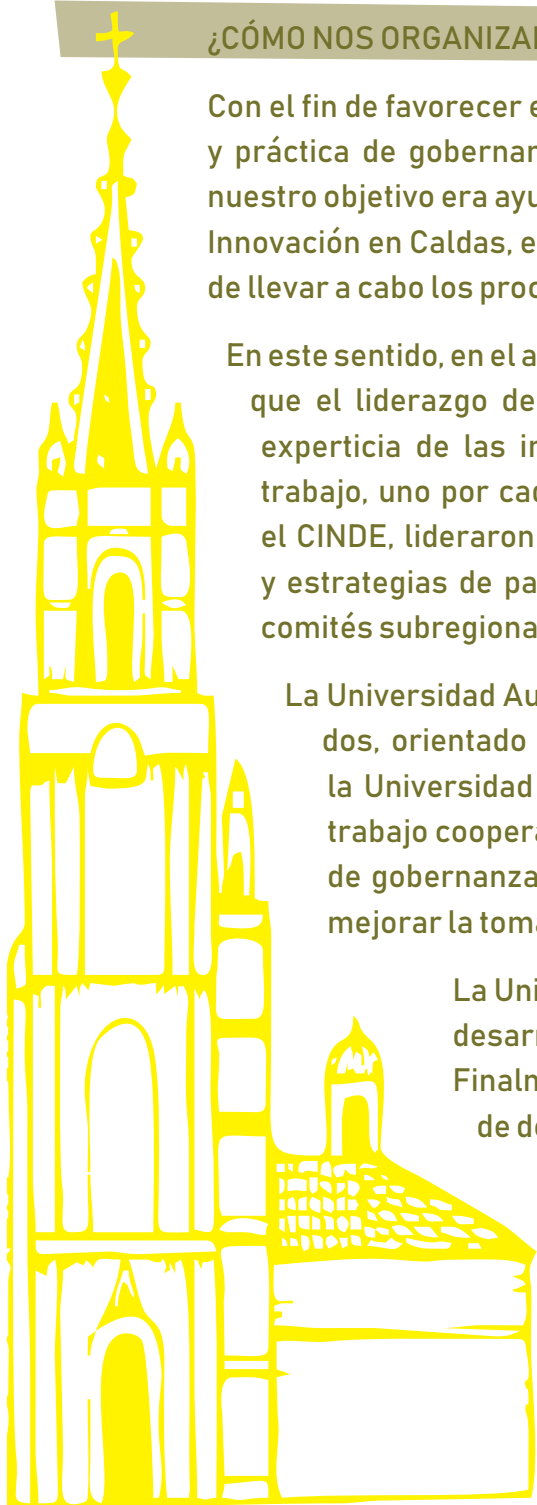 ¿CÓMO NOS ORGANIZA
Con el fin de favorecer
y práctica de goberna
nuestro objetivo era ayu
Innovación en Caldas, e
de llevar a cabo los proc
En este sentido, en el a
que el liderazgo de
experticia de las in
trabajo, uno por cad
el CINDE, lideraron
y estrategias de pa
comités subregiona
La Universidad Au
dos, orientado
la Universidad
trabajo coopera
de gobernanza
mejorar la toma
La Uni
desarr
Finaln
de de